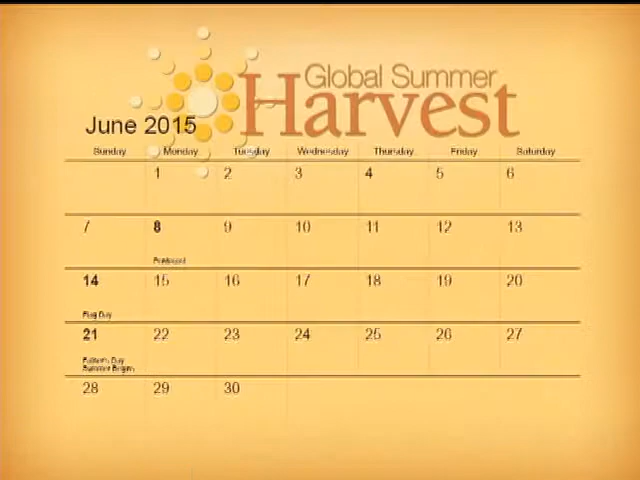 Global Summer
Harvest
June 2015
Sunday Monday Tuesday Wednesday Thursday Friday Saturday
1 2 3 4 5 6
7 8 9 10 11 12 13
14 15 16 17 18 19 20
Flag Day
21 22 23 24 25 26 27
Father's Day
Summer Begins
28 29 30